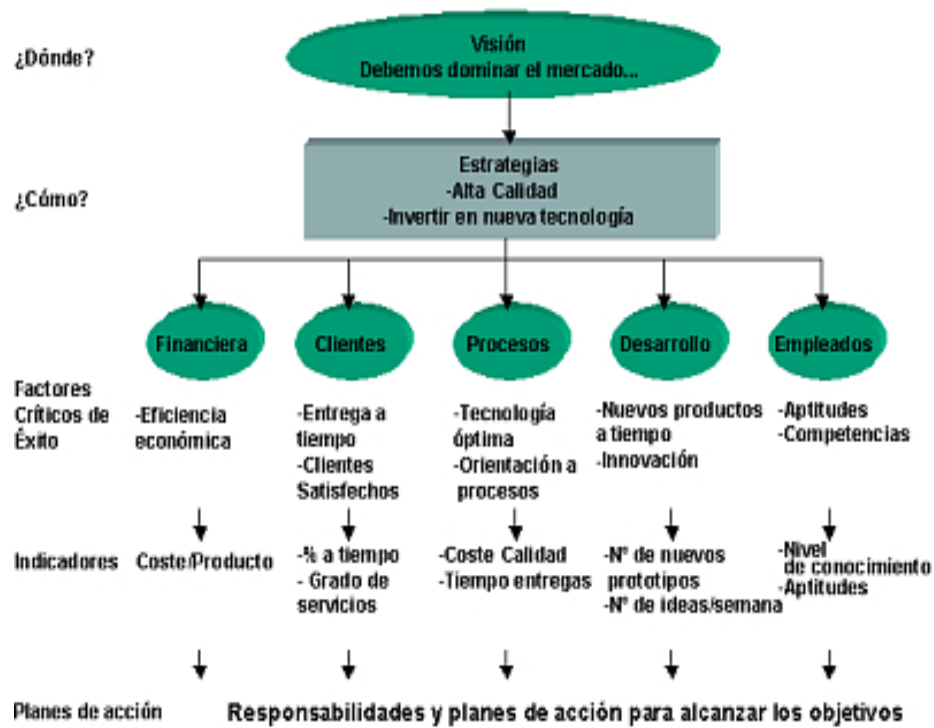 ¿Dónde?
Visión
Debemos dominar el mercado...
¿Cómo?
Estrategias
-Alta Calidad
-Invertir en nueva tecnología
Financiera
Clientes
Procesos
Desarrollo
Empleados
Factores
Críticos de
Éxito
-Eficiencia
económica
-Entrega a
tiempo
-Clientes
Satisfechos
-Tecnología
óptima
-Orientación a
procesos
-Nuevos productos
a tiempo
-Innovación
-Aptitudes
-Competencias
Indicadores
Coste/Producto
-% a tiempo
- Grado de
servicios
-Coste Calidad
-Tiempo entregas
-Nº de nuevos
prototipos
-Nº de ideas/semana
-Nivel
de conocimiento
-Aptitudes
Planes de acción
Responsabilidades y planes de acción para alcanzar los objetivos